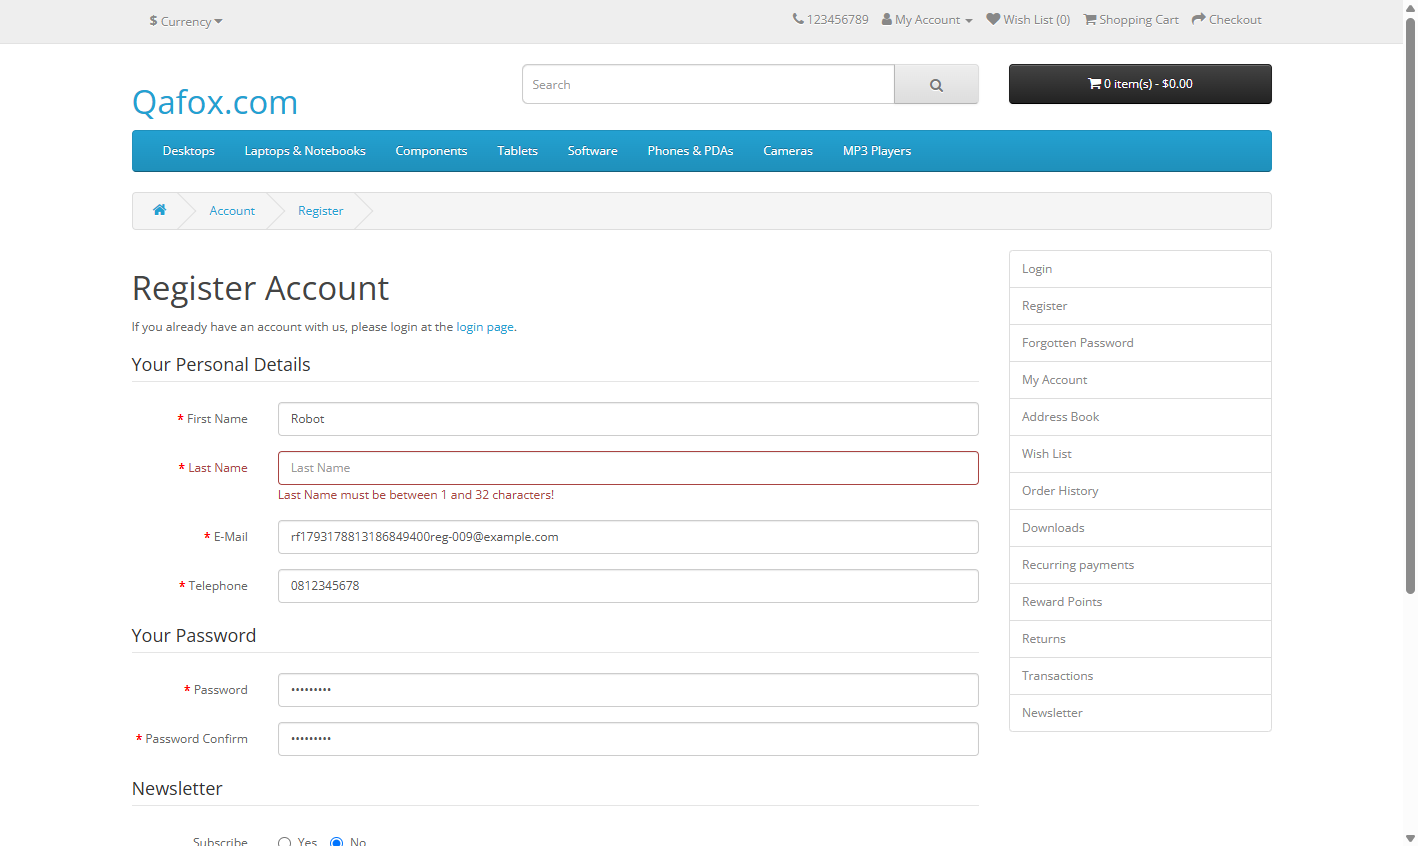 $ Currency
123456789 My Account Wish List (0) Shopping Cart Checkout
Qafox.com
Search
0 item(s) - $0.00
Desktops Laptops & Notebooks Components Tablets Software Phones & PDAs Cameras MP3 Players
Account Register
Register Account
If you already have an account with us, please login at the login page.
Your Personal Details
* First Name Robot
* Last Name Last Name
Last Name must be between 1 and 32 characters!
* E-Mail rf1793178813186849400reg-009@example.com
* Telephone 0812345678
Your Password
* Password •••••••••
* Password Confirm •••••••••
Newsletter
Subscribe Yes No
Login
Register
Forgotten Password
My Account
Address Book
Wish List
Order History
Downloads
Recurring payments
Reward Points
Returns
Transactions
Newsletter